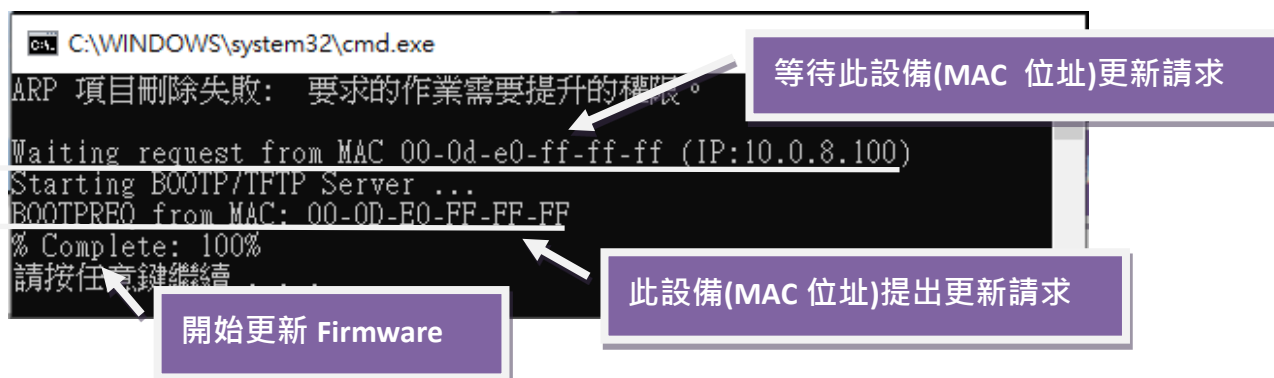 C:\WINDOWS\system32\cmd.exe
ARP 項目刪除失敗: 要求的作業需要提升的權限。
等待此設備(MAC 位址)更新請求
Waiting request from MAC 00-0d-e0-ff-ff-ff (IP:10.0.8.100)
Starting BOOTP/TFTP Server ...
BOOTPREQ from MAC: 00-0D-E0-FF-FF-FF
% Complete: 100%
請按任意鍵繼續 . . .
此設備(MAC 位址)提出更新請求
開始更新 Firmware